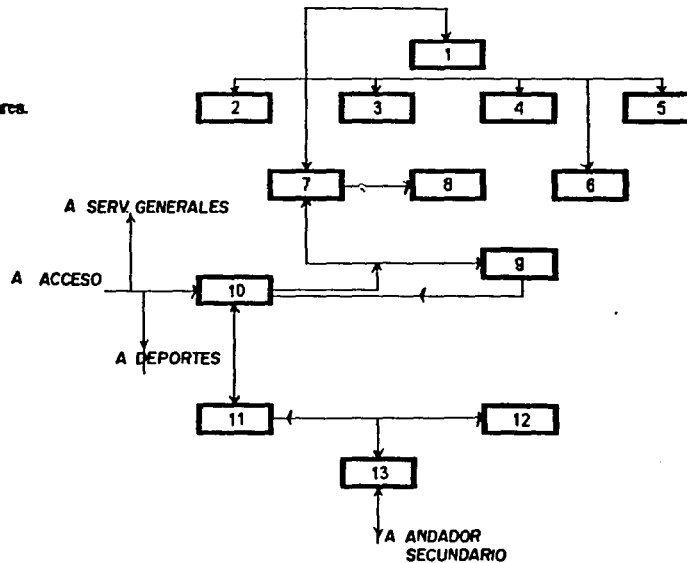 1
2 3 4 5
7 8 6
A SERV. GENERALES
9
A ACCESO
10
A DEPORTES
11 12
13
A ANDADOR
SECUNDARIO